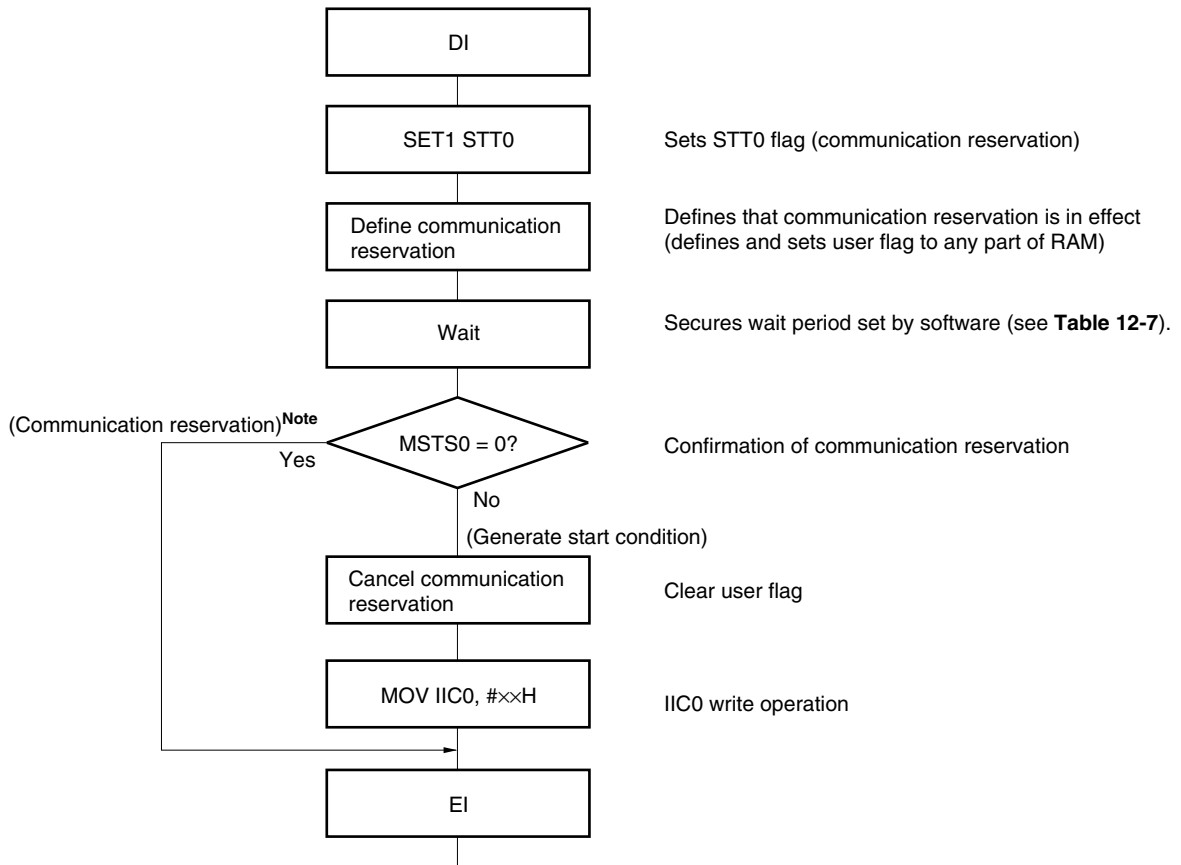 DI
SET1 STT0
Sets STT0 flag (communication reservation)
Define communication
reservation
Defines that communication reservation is in effect
(defines and sets user flag to any part of RAM)
Wait
Secures wait period set by software (see Table 12-7).
(Communication reservation)Note
Yes
MSTS0 = 0?
Confirmation of communication reservation
No
(Generate start condition)
Cancel communication
reservation
Clear user flag
MOV IIC0, #××H
IIC0 write operation
EI